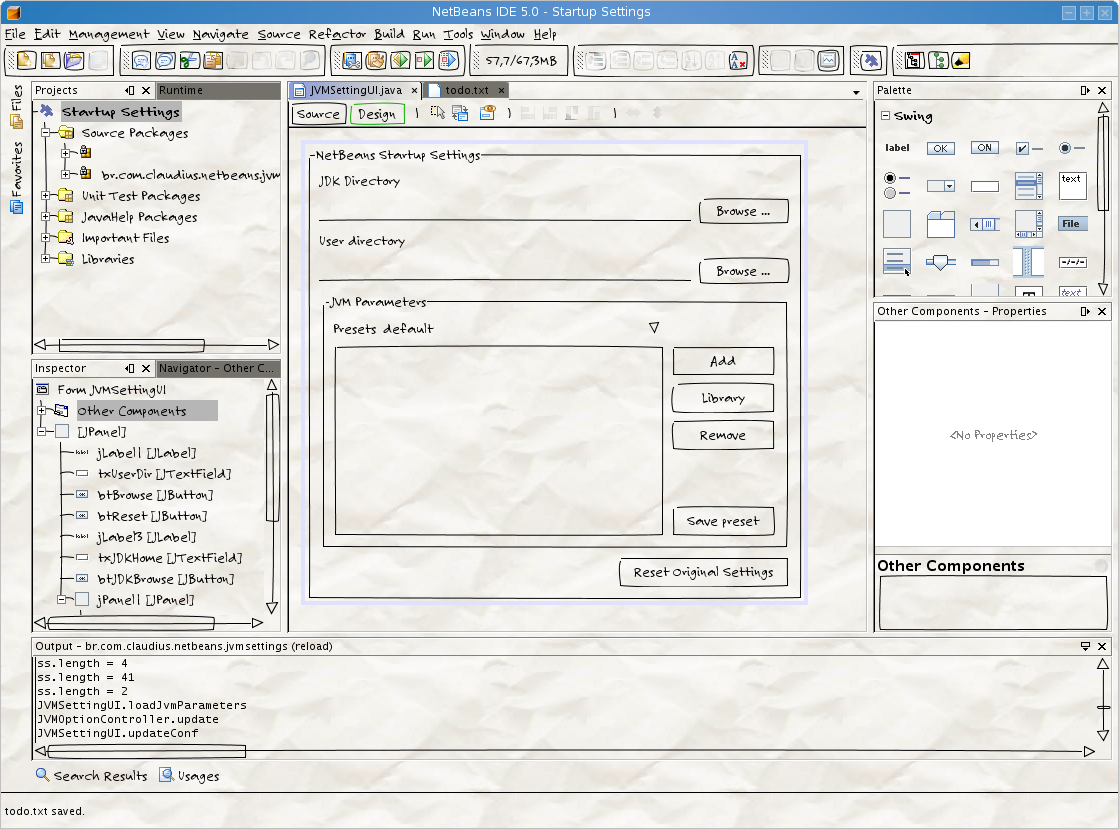 NetBeans IDE 5.0 - Startup Settings
File Edit Management View Navigate Source Refactor Build Run Tools Window Help
57,7/67,3MB
Files
Favorites
Projects
Runtime
Startup Settings
Source Packages
br.com.claudius.netbeans.jvm
Unit Test Packages
JavaHelp Packages
Important Files
Libraries
Inspector
Navigator - Other C...
Form JVMSettingUI
Other Components
[JPanel]
jLabel1 [JLabel]
txUserDir [JTextField]
btBrowse [JButton]
btReset [JButton]
jLabel3 [JLabel]
txJDKHome [JTextField]
btJDKBrowse [JButton]
jPanel1 [JPanel]
JVMSettingUI.java
todo.txt
Source
Design
NetBeans Startup Settings
JDK Directory
Browse ...
User directory
Browse ...
JVM Parameters
Presets default
Add
Library
Remove
Save preset
Reset Original Settings
Palette
Swing
label
OK
ON
text
File
text
Other Components - Properties
<No Properties>
Other Components
Output - br.com.claudius.netbeans.jvmsettings (reload)
ss.length = 4
ss.length = 41
ss.length = 2
JVMSettingUI.loadJvmParameters
JVMOptionController.update
JVMSettingUI.updateConf
Search Results
Usages
todo.txt saved.